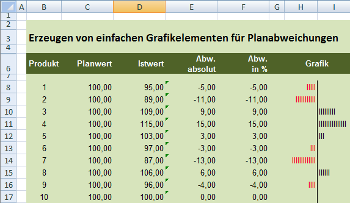 A B C D E F G H I
1
2
3 Erzeugen von einfachen Grafikelementen für Planabweichungen
4
6 Produkt Planwert Istwert Abw. absolut Abw. in % Grafik
7
8 1 100,00 95,00 -5,00 -5,00
9 2 100,00 89,00 -11,00 -11,00
10 3 100,00 109,00 9,00 9,00
11 4 100,00 115,00 15,00 15,00
12 5 100,00 103,00 3,00 3,00
13 6 100,00 97,00 -3,00 -3,00
14 7 100,00 87,00 -13,00 -13,00
15 8 100,00 106,00 6,00 6,00
16 9 100,00 96,00 -4,00 -4,00
17 10 100,00 100,00 0,00 0,00